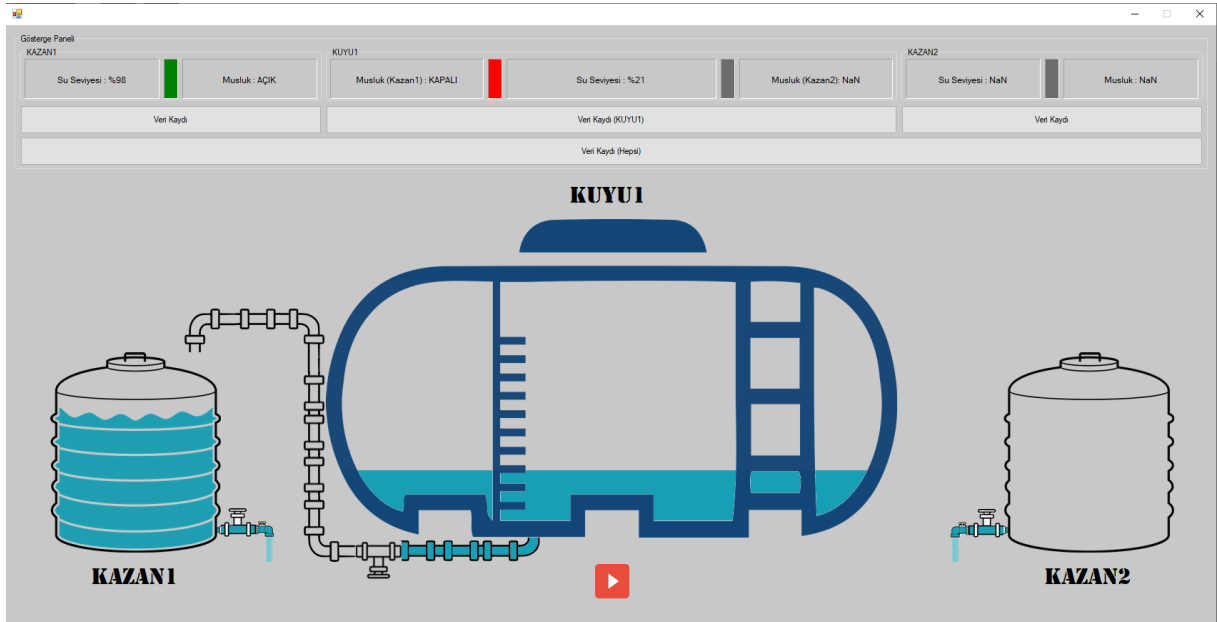 Gösterge Paneli
KAZAN1
Su Seviyesi : %98
Musluk : AÇIK
Veri Kaydı
KUYU1
Musluk (Kazan1) : KAPALI
Su Seviyesi : %21
Musluk (Kazan2): NaN
Veri Kaydı (KUYU1)
KAZAN2
Su Seviyesi : NaN
Musluk : NaN
Veri Kaydı
Veri Kaydı (Hepsi)
KUYU1
KAZAN1
KAZAN2